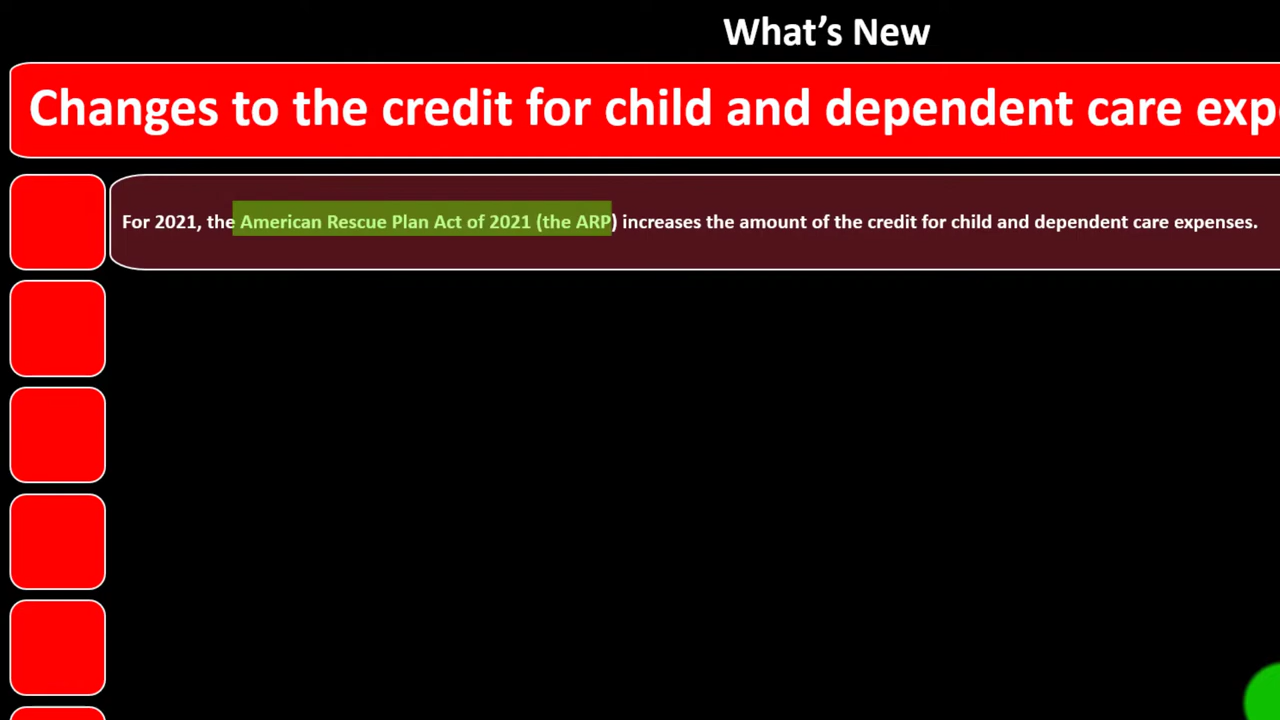 What’s New
Changes to the credit for child and dependent care exp
For 2021, the American Rescue Plan Act of 2021 (the ARP) increases the amount of the credit for child and dependent care expenses.